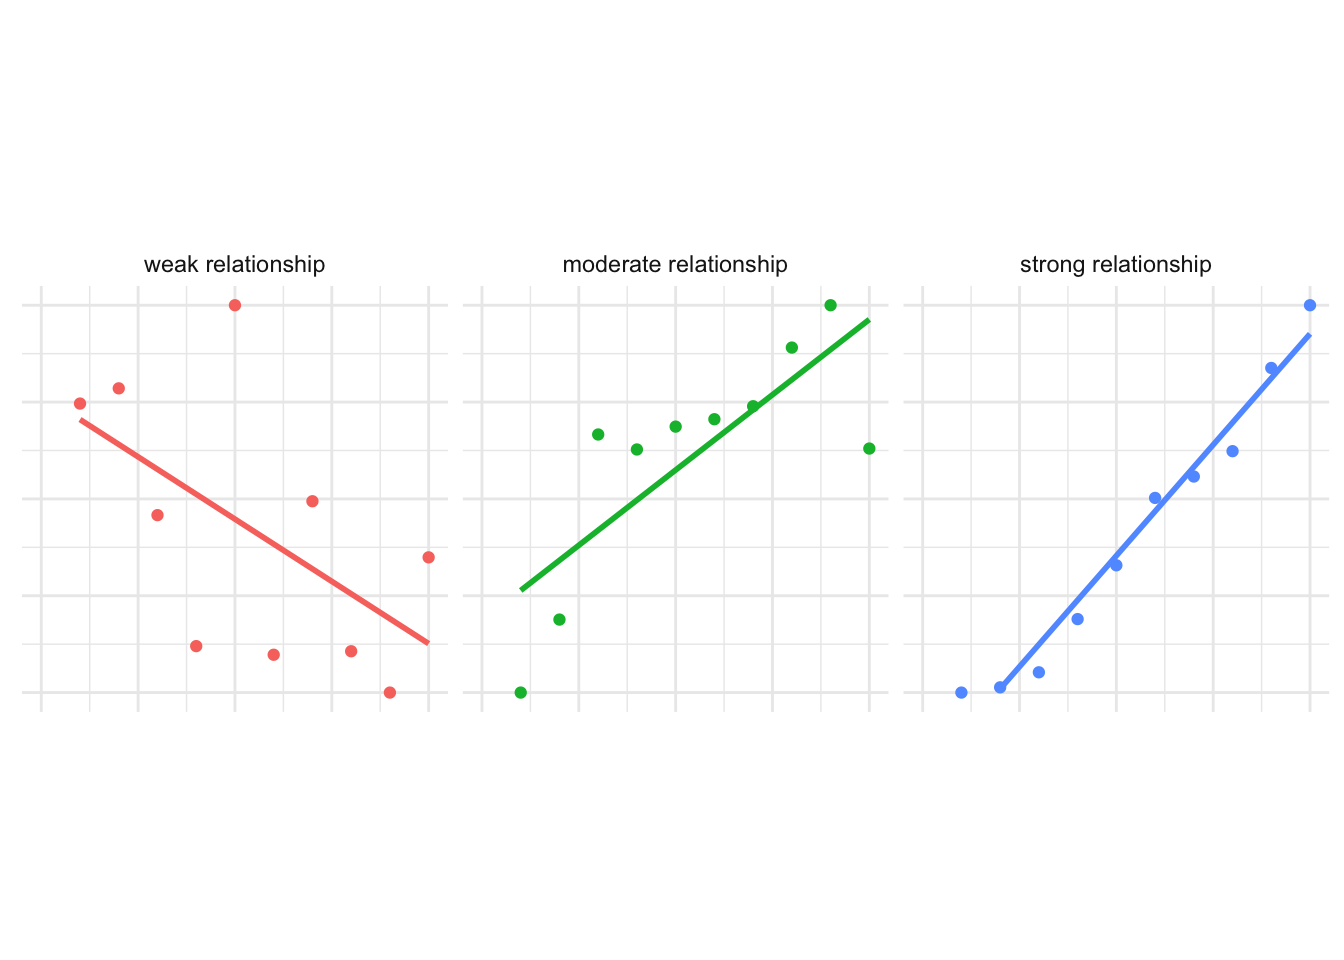 weak relationship
moderate relationship
strong relationship